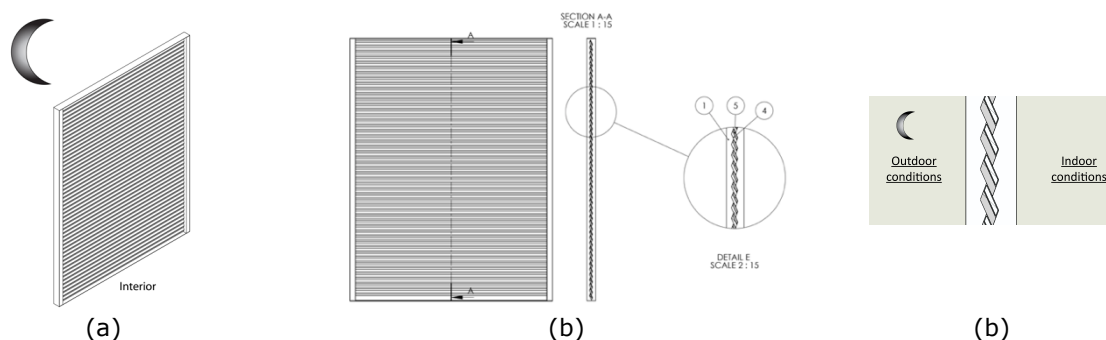 SECTION A-A
SCALE 1 : 15
A
1
5
4
Outdoor
conditions
Indoor
conditions
DETAIL E
SCALE 2 : 15
Interior
A
(a)
(b)
(b)